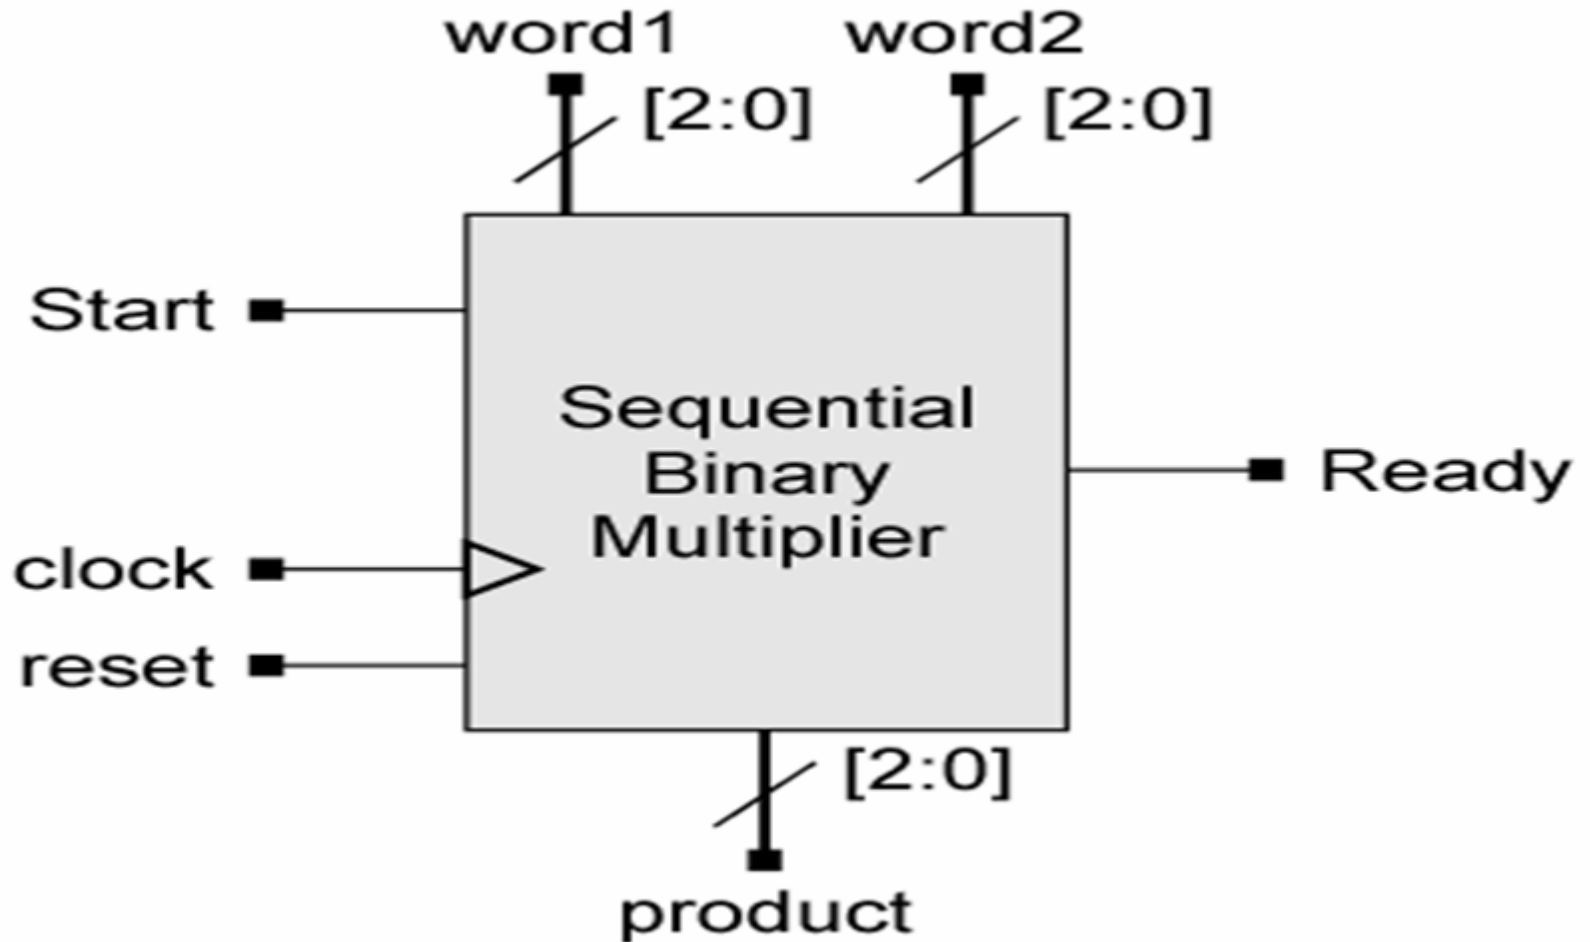 word1
word2
[2:0]
[2:0]
Start
Sequential
Binary
Multiplier
Ready
clock
reset
[2:0]
product